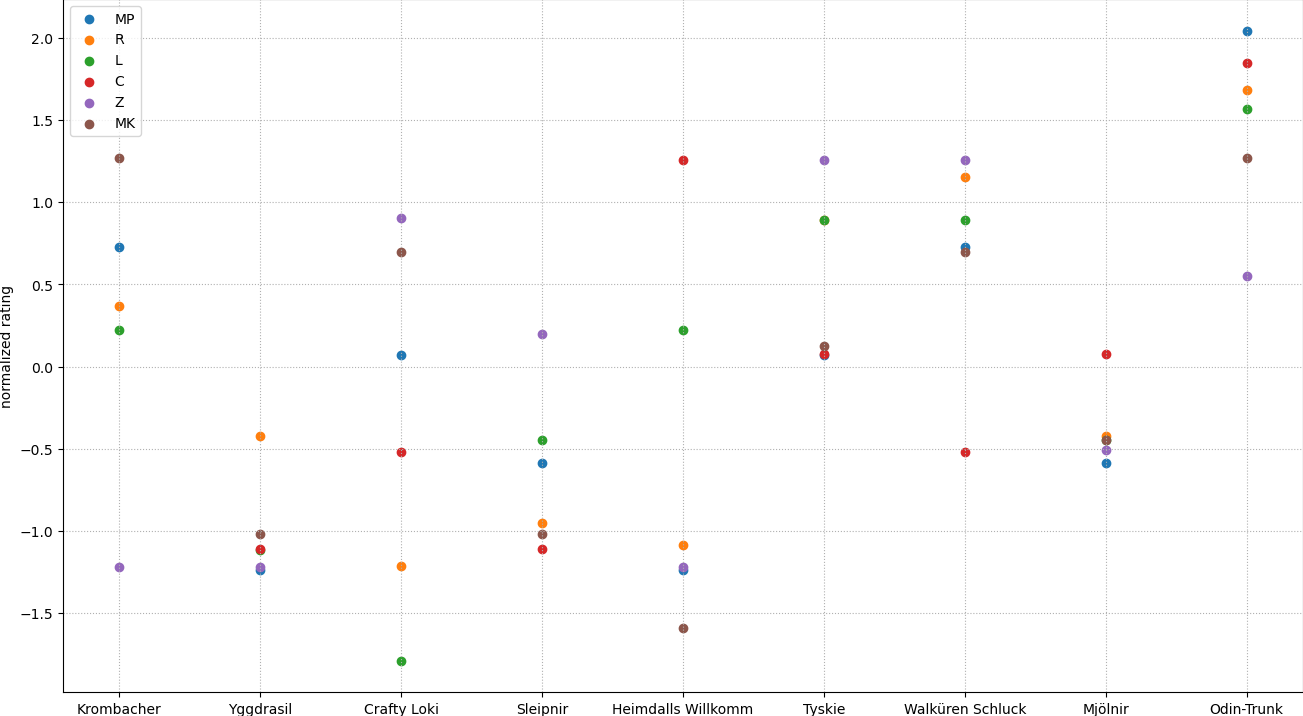 MP
R
L
C
Z
MK
2.0
1.5
1.0
0.5
0.0
−0.5
−1.0
−1.5
normalized rating
Krombacher Yggdrasil Crafty Loki Sleipnir Heimdalls Willkomm Tyskie Walküren Schluck Mjölnir Odin-Trunk